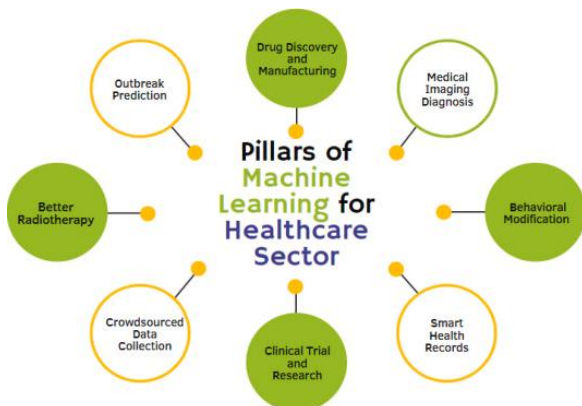 Drug Discovery
and
Manufacturing
Outbreak
Prediction
Medical
Imaging
Diagnosis
Pillars of
Machine
Learning for
Healthcare
Sector
Better
Radiotherapy
Behavioral
Modification
Crowdsourced
Data
Collection
Clinical Trial
and
Research
Smart
Health
Records